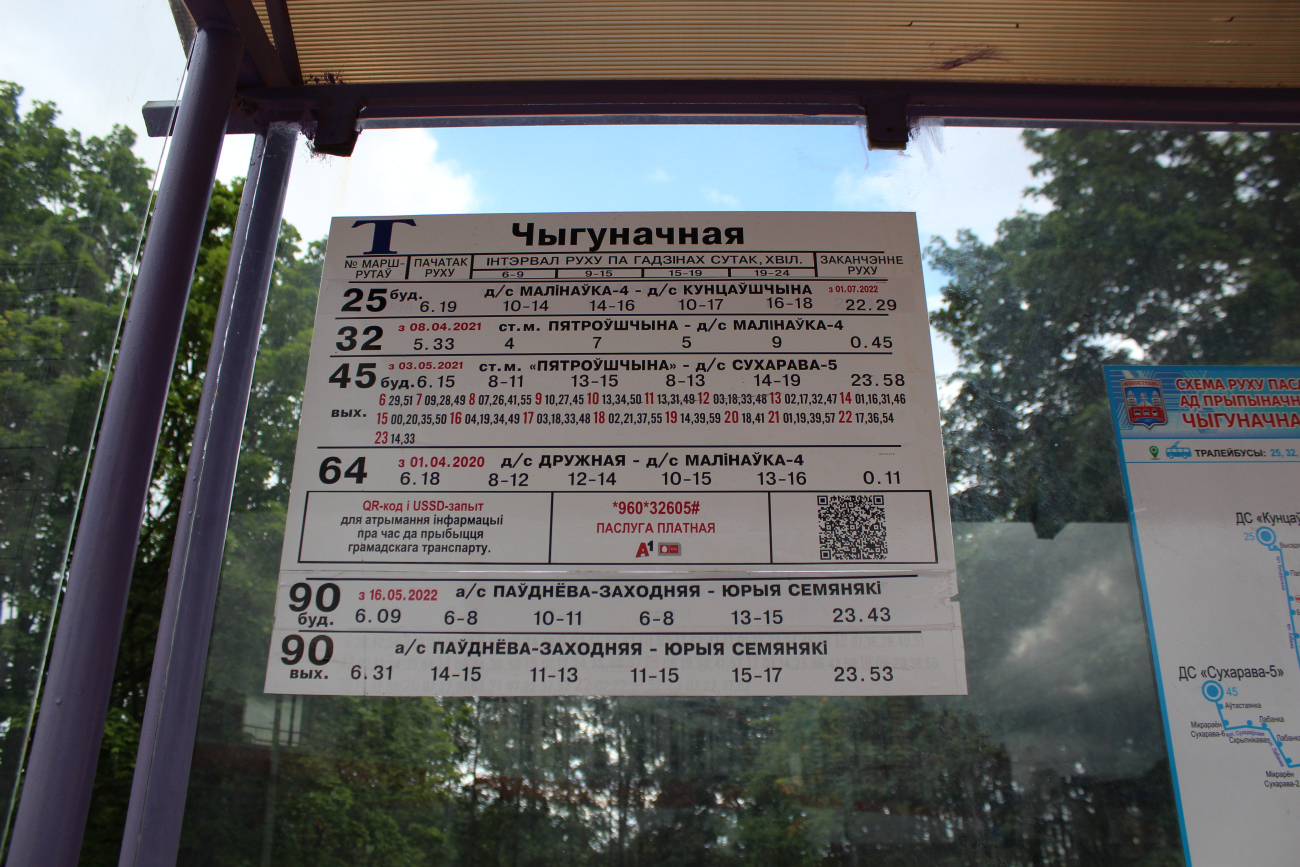 Т Чыгуначная
№ МАРШ-РУТАЎ ПАЧАТАК РУХУ ІНТЭРВАЛ РУХУ ПА ГАДЗІНАХ СУТАК, ХВІЛ. ЗАКАНЧЭННЕ РУХУ
6-9 9-15 15-19 19-24
25 буд. д/с МАЛІНАЎКА-4 - д/с КУНЦАЎШЧЫНА з 01.07.2022
6.19 10-14 14-16 10-17 16-18 22.29
32 з 08.04.2021 ст.м. ПЯТРОЎШЧЫНА - д/с МАЛІНАЎКА-4
5.33 4 7 5 9 0.45
45 з 03.05.2021 ст.м. «ПЯТРОЎШЧЫНА» - д/с СУХАРАВА-5
буд. 6.15 8-11 13-15 8-13 14-19 23.58
вых. 6 29,51 7 09,28,49 8 07,26,41,55 9 10,27,45 10 13,34,50 11 13,31,49 12 03,18,33,48 13 02,17,32,47 14 01,16,31,46
15 00,20,35,50 16 04,19,34,49 17 03,18,33,48 18 02,21,37,55 19 14,39,59 20 18,41 21 01,19,39,57 22 17,36,54
23 14,33
64 з 01.04.2020 д/с ДРУЖНАЯ - д/с МАЛІНАЎКА-4
6.18 8-12 12-14 10-15 13-16 0.11
QR-код і USSD-запыт
для атрымання інфармацыі
пра час да прыбыцця
грамадскага транспарту.
*960*32605#
ПАСЛУГА ПЛАТНАЯ
A1
90 буд. з 16.05.2022 а/с ПАЎДНЁВА-ЗАХОДНЯЯ - ЮРЫЯ СЕМЯНЯКІ
6.09 6-8 10-11 6-8 13-15 23.43
90 вых. а/с ПАЎДНЁВА-ЗАХОДНЯЯ - ЮРЫЯ СЕМЯНЯКІ
6.31 14-15 11-13 11-15 15-17 23.53
СХЕМА РУХУ ПАС
АД ПРЫПЫНАЧН
ЧЫГУНАЧНА
ТРАЛЕЙБУСЫ: 25, 32,
ДС «Кунцаў
25
ДС «Сухарава-5»
45
Аўтастаянка
Мікрараён
Сухарава-6
Лабанка
Скрыпнікава
Лабанка
Мікрараён
Сухарава-2